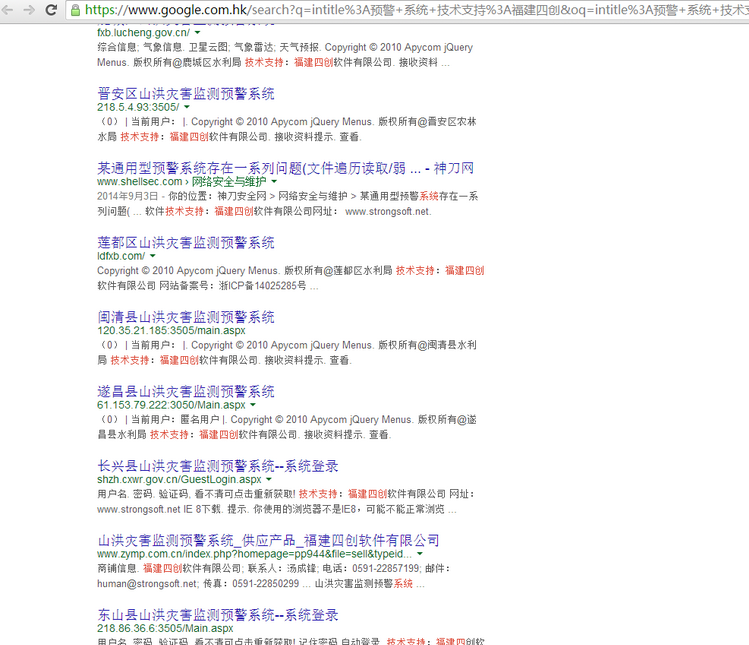 https://www.google.com.hk/search?q=intitle%3A预警+系统+技术支持%3A福建四创&oq=intitle%3A预警+系统+技术支
fxb.lucheng.gov.cn/
综合信息; 气象信息. 卫星云图; 气象雷达; 天气预报. Copyright © 2010 Apycom jQuery
Menus. 版权所有@鹿城区水利局 技术支持：福建四创软件有限公司. 接收资料 ...
晋安区山洪灾害监测预警系统
218.5.4.93:3505/
（0） | 当前用户： |. Copyright © 2010 Apycom jQuery Menus. 版权所有@晋安区农林
水局 技术支持：福建四创软件有限公司. 接收资料提示. 查看.
某通用型预警系统存在一系列问题(文件遍历读取/弱 ... - 神刀网
www.shellsec.com › 网络安全与维护
2014年9月3日 - 你的位置：神刀安全网 > 网络安全与维护 > 某通用型预警系统存在一系
列问题( ... 软件技术支持：福建四创软件有限公司网址： www.strongsoft.net.
莲都区山洪灾害监测预警系统
ldfxb.com/
Copyright © 2010 Apycom jQuery Menus. 版权所有@莲都区水利局 技术支持：福建四创
软件有限公司 网站备案号：浙ICP备14025285号 ...
闽清县山洪灾害监测预警系统
120.35.21.185:3505/main.aspx
（0） | 当前用户： |. Copyright © 2010 Apycom jQuery Menus. 版权所有@闽清县水利
局 技术支持：福建四创软件有限公司. 接收资料提示. 查看.
遂昌县山洪灾害监测预警系统
61.153.79.222:3050/Main.aspx
（0） | 当前用户：匿名用户 |. Copyright © 2010 Apycom jQuery Menus. 版权所有@遂
昌县水利局 技术支持：福建四创软件有限公司. 接收资料提示. 查看.
长兴县山洪灾害监测预警系统--系统登录
shzh.cxwr.gov.cn/GuestLogin.aspx
用户名. 密码. 验证码, 看不清可点击重新获取! 技术支持：福建四创软件有限公司 网址：
www.strongsoft.net IE 8下载. 提示. 你使用的浏览器不是IE8，可能不能正常浏览 ...
山洪灾害监测预警系统_供应产品_福建四创软件有限公司
www.zymp.com.cn/index.php?homepage=pp944&file=sell&typeid...
商铺信息. 福建四创软件有限公司; 联系人：汤成锋; 电话：0591-22857199; 邮件：
human@strongsoft.net; 传真：0591-22850299 ... 山洪灾害监测预警系统 ...
东山县山洪灾害监测预警系统--系统登录
218.86.36.6:3505/Main.aspx
用户名. 密码. 验证码, 看不清可点击重新获取! 记住密码 自动登录. 技术支持：福建四创软